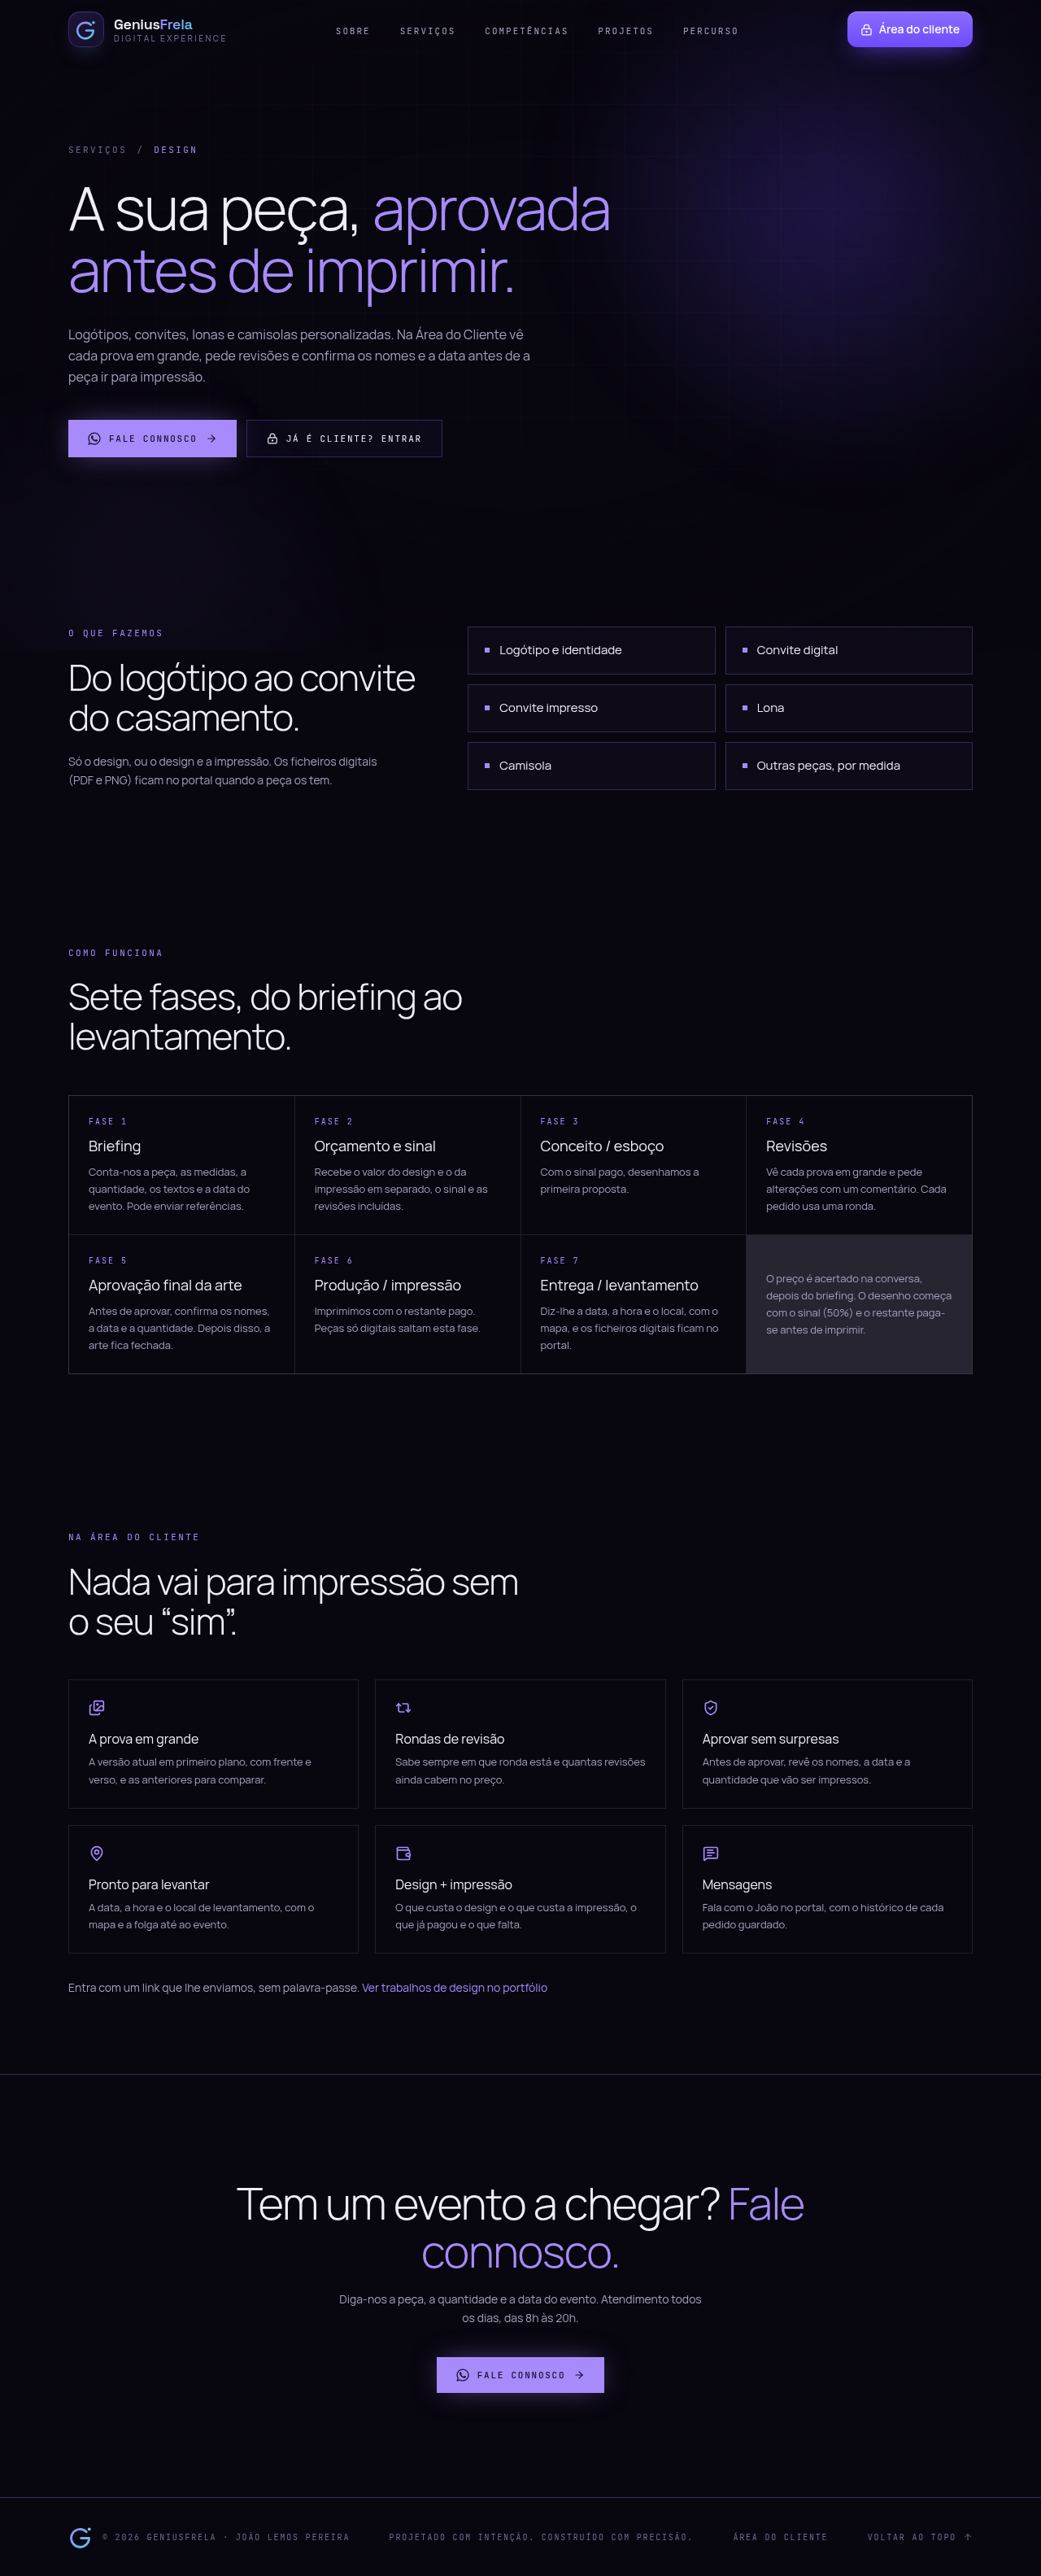 GeniusFrela
DIGITAL EXPERIENCE
SOBRE
SERVIÇOS
COMPETÊNCIAS
PROJETOS
PERCURSO
Área do cliente
SERVIÇOS / DESIGN
A sua peça, aprovada
antes de imprimir.
Logótipos, convites, lonas e camisolas personalizadas. Na Área do Cliente vê
cada prova em grande, pede revisões e confirma os nomes e a data antes de a
peça ir para impressão.
FALE CONNOSCO →
JÁ É CLIENTE? ENTRAR
O QUE FAZEMOS
Do logótipo ao convite
do casamento.
Só o design, ou o design e a impressão. Os ficheiros digitais
(PDF e PNG) ficam no portal quando a peça os tem.
Logótipo e identidade
Convite digital
Convite impresso
Lona
Camisola
Outras peças, por medida
COMO FUNCIONA
Sete fases, do briefing ao
levantamento.
FASE 1
Briefing
Conta-nos a peça, as medidas, a
quantidade, os textos e a data do
evento. Pode enviar referências.
FASE 2
Orçamento e sinal
Recebe o valor do design e o da
impressão em separado, o sinal e as
revisões incluídas.
FASE 3
Conceito / esboço
Com o sinal pago, desenhamos a
primeira proposta.
FASE 4
Revisões
Vê cada prova em grande e pede
alterações com um comentário. Cada
pedido usa uma ronda.
FASE 5
Aprovação final da arte
Antes de aprovar, confirma os nomes,
a data e a quantidade. Depois disso, a
arte fica fechada.
FASE 6
Produção / impressão
Imprimimos com o restante pago.
Peças só digitais saltam esta fase.
FASE 7
Entrega / levantamento
Diz-lhe a data, a hora e o local, com o
mapa, e os ficheiros digitais ficam no
portal.
O preço é acertado na conversa,
depois do briefing. O desenho começa
com o sinal (50%) e o restante paga-
se antes de imprimir.
NA ÁREA DO CLIENTE
Nada vai para impressão sem
o seu “sim”.
A prova em grande
A versão atual em primeiro plano, com frente e
verso, e as anteriores para comparar.
Rondas de revisão
Sabe sempre em que ronda está e quantas revisões
ainda cabem no preço.
Aprovar sem surpresas
Antes de aprovar, revê os nomes, a data e a
quantidade que vão ser impressos.
Pronto para levantar
A data, a hora e o local de levantamento, com o
mapa e a folga até ao evento.
Design + impressão
O que custa o design e o que custa a impressão, o
que já pagou e o que falta.
Mensagens
Fala com o João no portal, com o histórico de cada
pedido guardado.
Entra com um link que lhe enviamos, sem palavra-passe. Ver trabalhos de design no portfólio
Tem um evento a chegar? Fale
connosco.
Diga-nos a peça, a quantidade e a data do evento. Atendimento todos
os dias, das 8h às 20h.
FALE CONNOSCO →
© 2026 GENIUSFRELA · JOÃO LEMOS PEREIRA
PROJETADO COM INTENÇÃO. CONSTRUÍDO COM PRECISÃO.
ÁREA DO CLIENTE
VOLTAR AO TOPO ↑